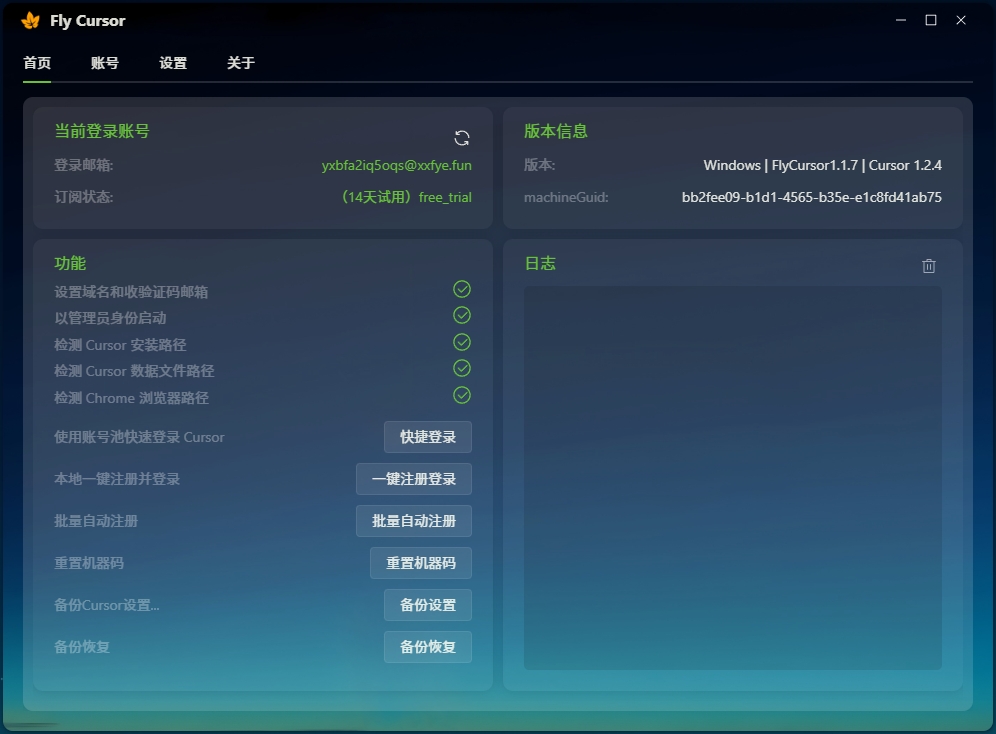 Fly Cursor
首页 账号 设置 关于
当前登录账号
登录邮箱: yxbfa2iq5oqs@xxfye.fun
订阅状态: （14天试用）free_trial
版本信息
版本: Windows | FlyCursor1.1.7 | Cursor 1.2.4
machineGuid: bb2fee09-b1d1-4565-b35e-e1c8fd41ab75
功能
设置域名和收验证码邮箱
以管理员身份启动
检测 Cursor 安装路径
检测 Cursor 数据文件路径
检测 Chrome 浏览器路径
使用账号池快速登录 Cursor 快捷登录
本地一键注册并登录 一键注册登录
批量自动注册 批量自动注册
重置机器码 重置机器码
备份Cursor设置... 备份设置
备份恢复 备份恢复
日志